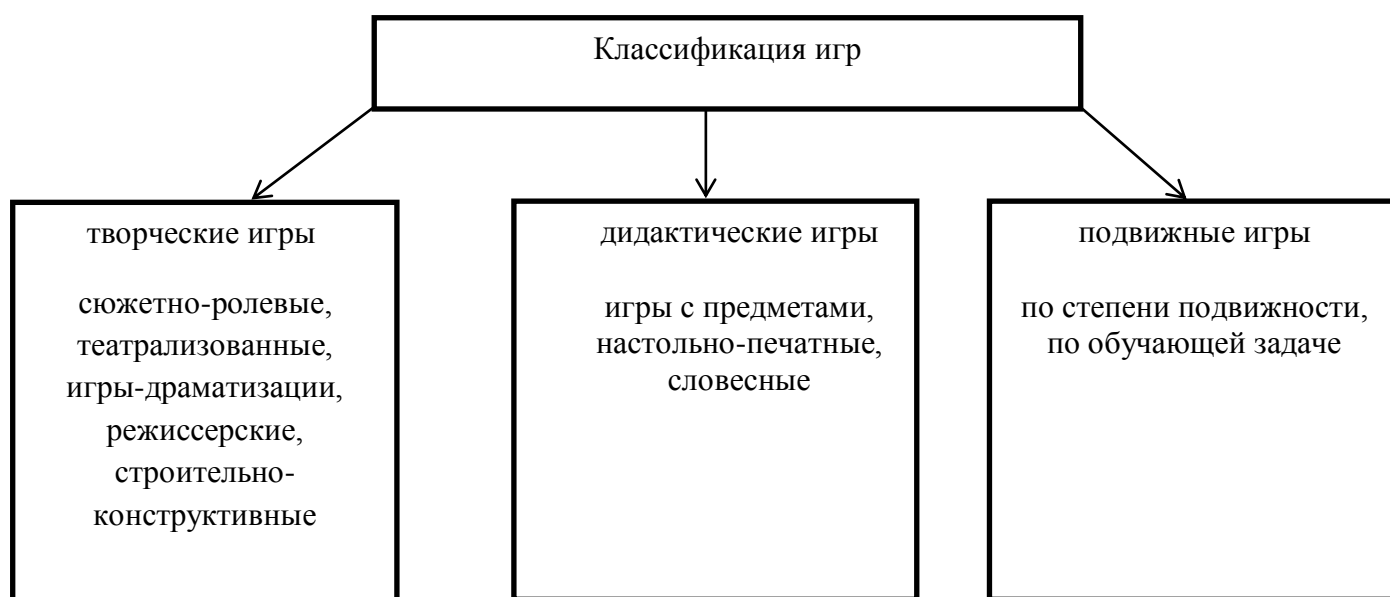 Классификация игр
творческие игры
сюжетно-ролевые,
театрализованные,
игры-драматизации,
режиссерские,
строительно-
конструктивные
дидактические игры
игры с предметами,
настольно-печатные,
словесные
подвижные игры
по степени подвижности,
по обучающей задаче